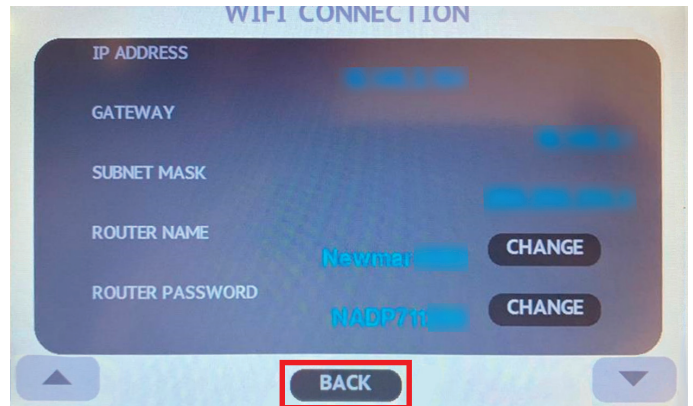 WIFI CONNECTION
IP ADDRESS
GATEWAY
SUBNET MASK
ROUTER NAME
CHANGE
ROUTER PASSWORD
CHANGE
BACK